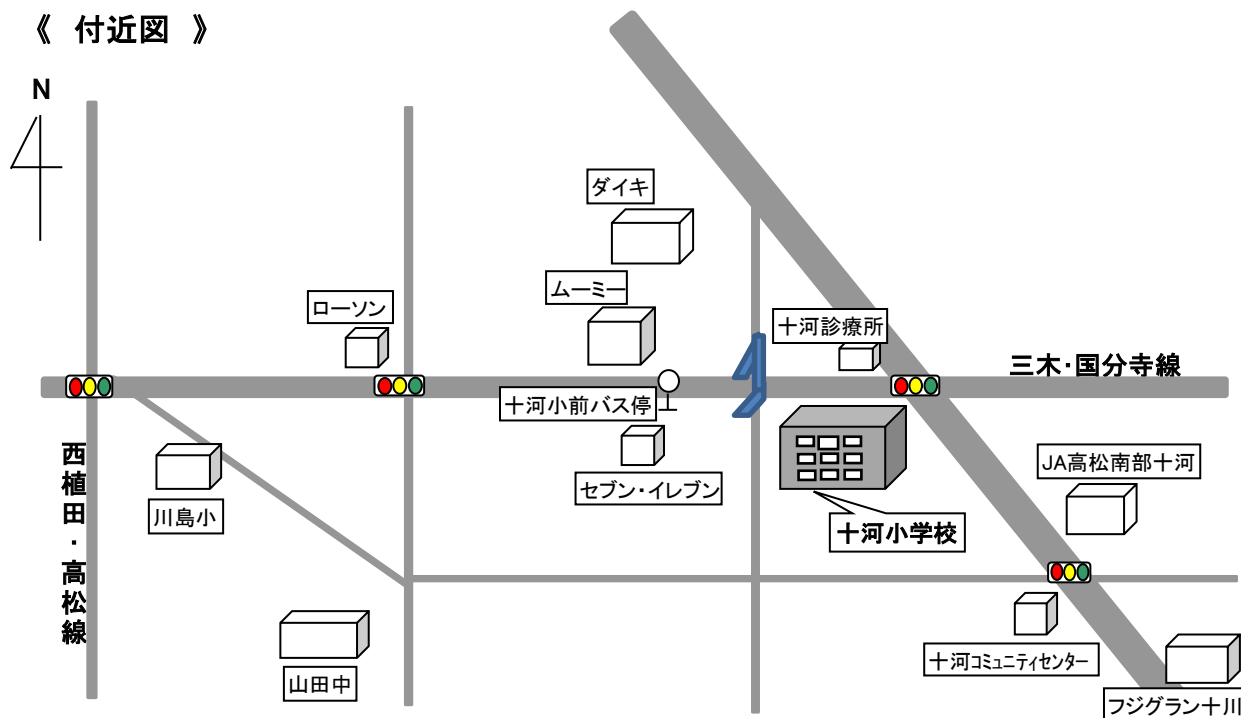 《 付近図 》
N
ダイキ
ムーミー
ローソン
十河診療所
三木・国分寺線
十河小前バス停
西植田・高松線
川島小
セブン・イレブン
JA高松南部十河
十河小学校
十河コミュニティセンター
山田中
フジグラン十川